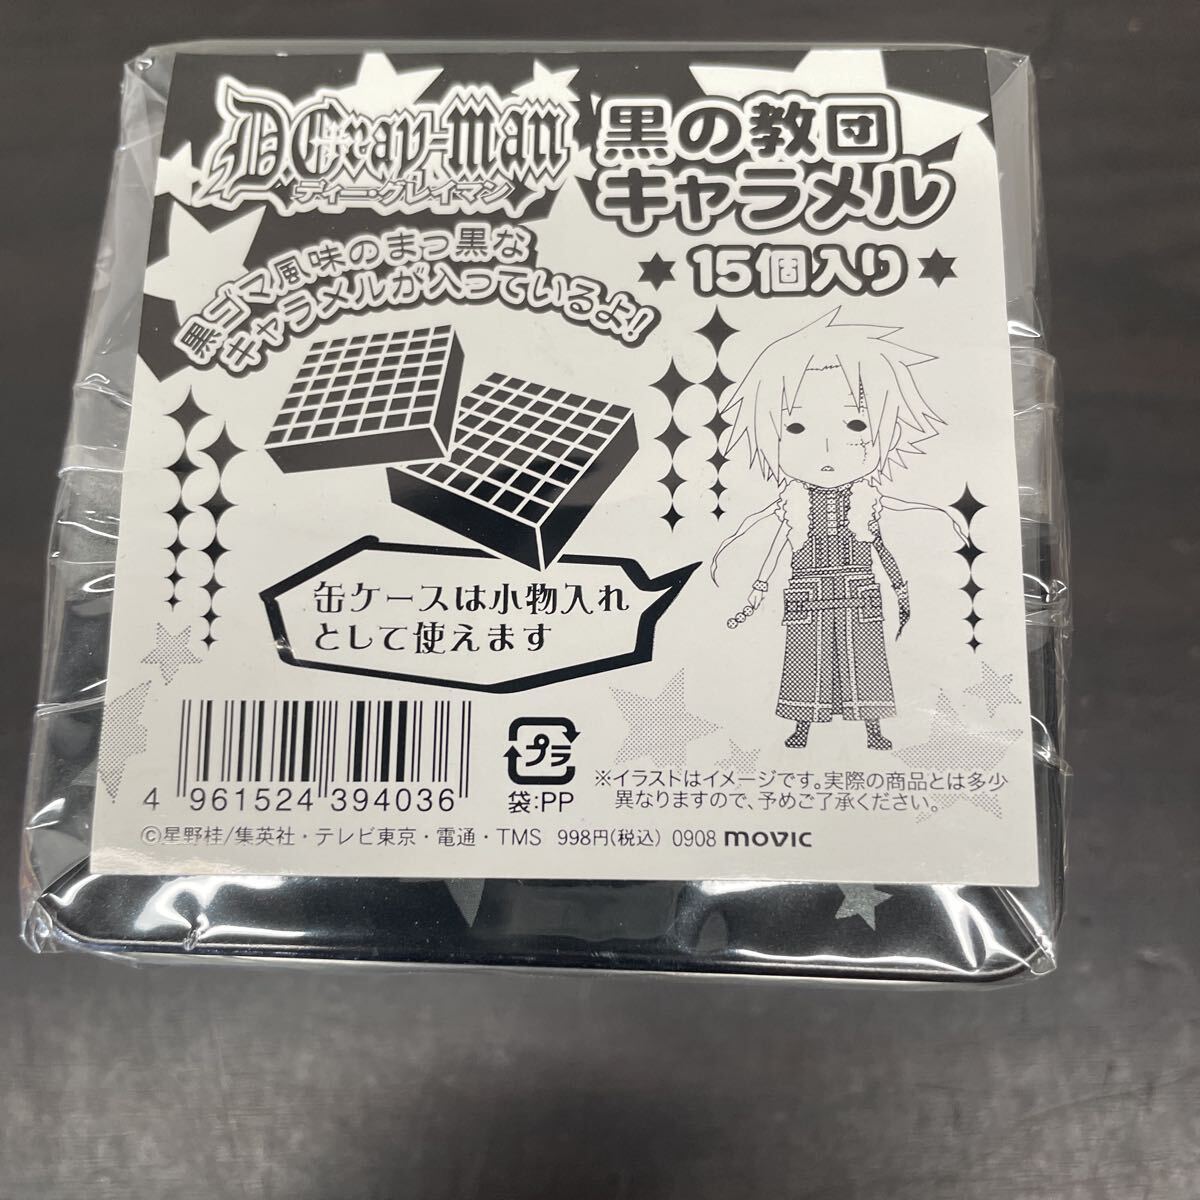 D.Gray-man
ディー・グレイマン
黒の教団
キャラメル
15個入り
黒ゴマ風味のまっ黒な
キャラメルが入っているよ!!
缶ケースは小物入れ
として使えます
4 961524 394036
プラ
袋:PP
※イラストはイメージです。実際の商品とは多少
異なりますので、予めご了承ください。
©星野桂/集英社・テレビ東京・電通・TMS 998円(税込) 0908 movic